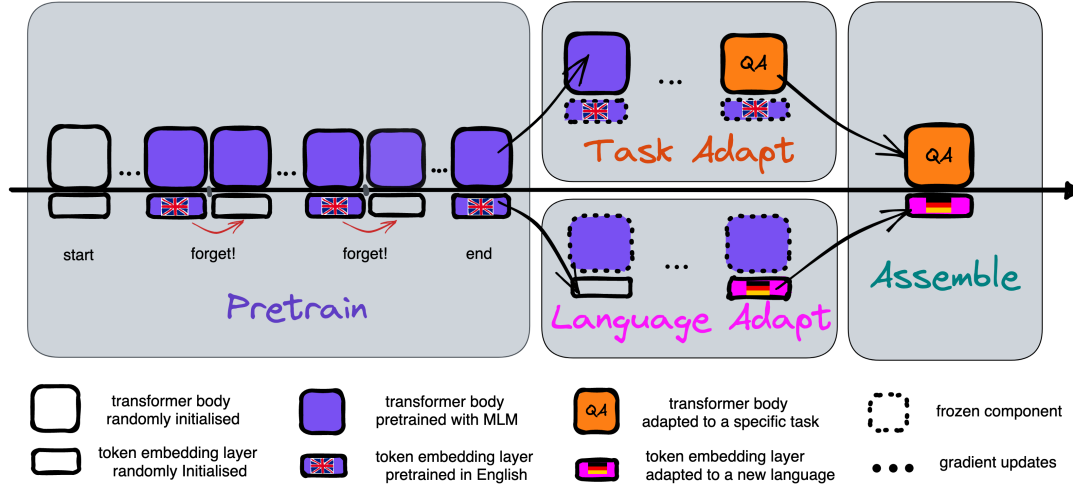 QA
Task Adapt
QA
start
forget!
forget!
end
Pretrain
Language Adapt
Assemble
transformer body
randomly initialised
transformer body
pretrained with MLM
QA
transformer body
adapted to a specific task
frozen component
token embedding layer
randomly Initialised
token embedding layer
pretrained in English
token embedding layer
adapted to a new language
gradient updates